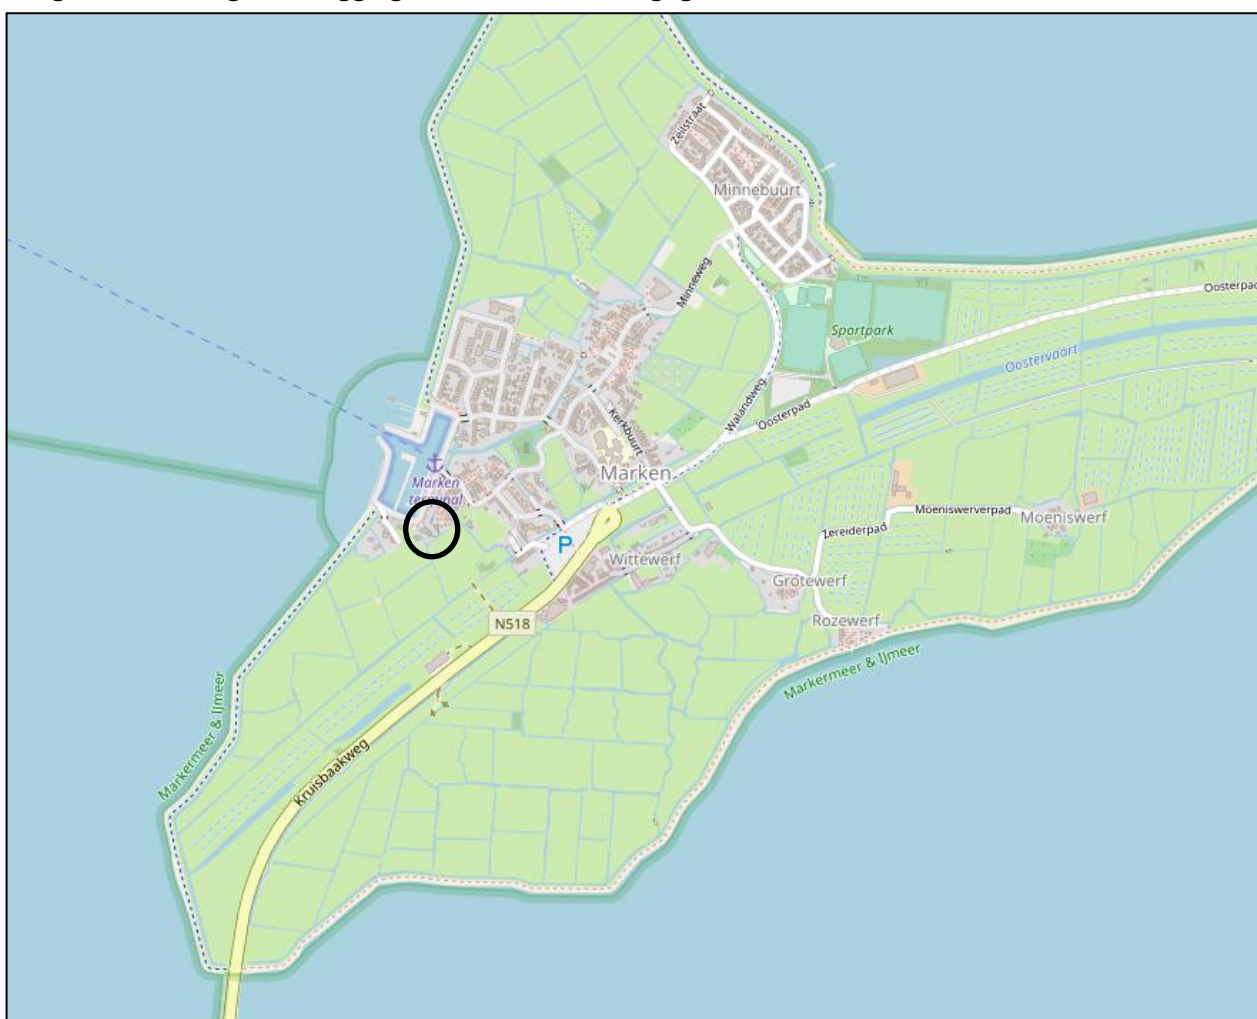 Zeilstraat
Minnebuurt
Minneweg
Oosterpad
Sportpark
Oostervaart
Walandweg
Oosterpad
Kerkbuurt
Marken
Marken
terminal
P
Moeniswerverpad
Moeniswerf
Zereiderpad
Wittewerf
Grotewerf
Rozewerf
N518
Markermeer & IJmeer
Markermeer & IJmeer
Kruisbaakweg